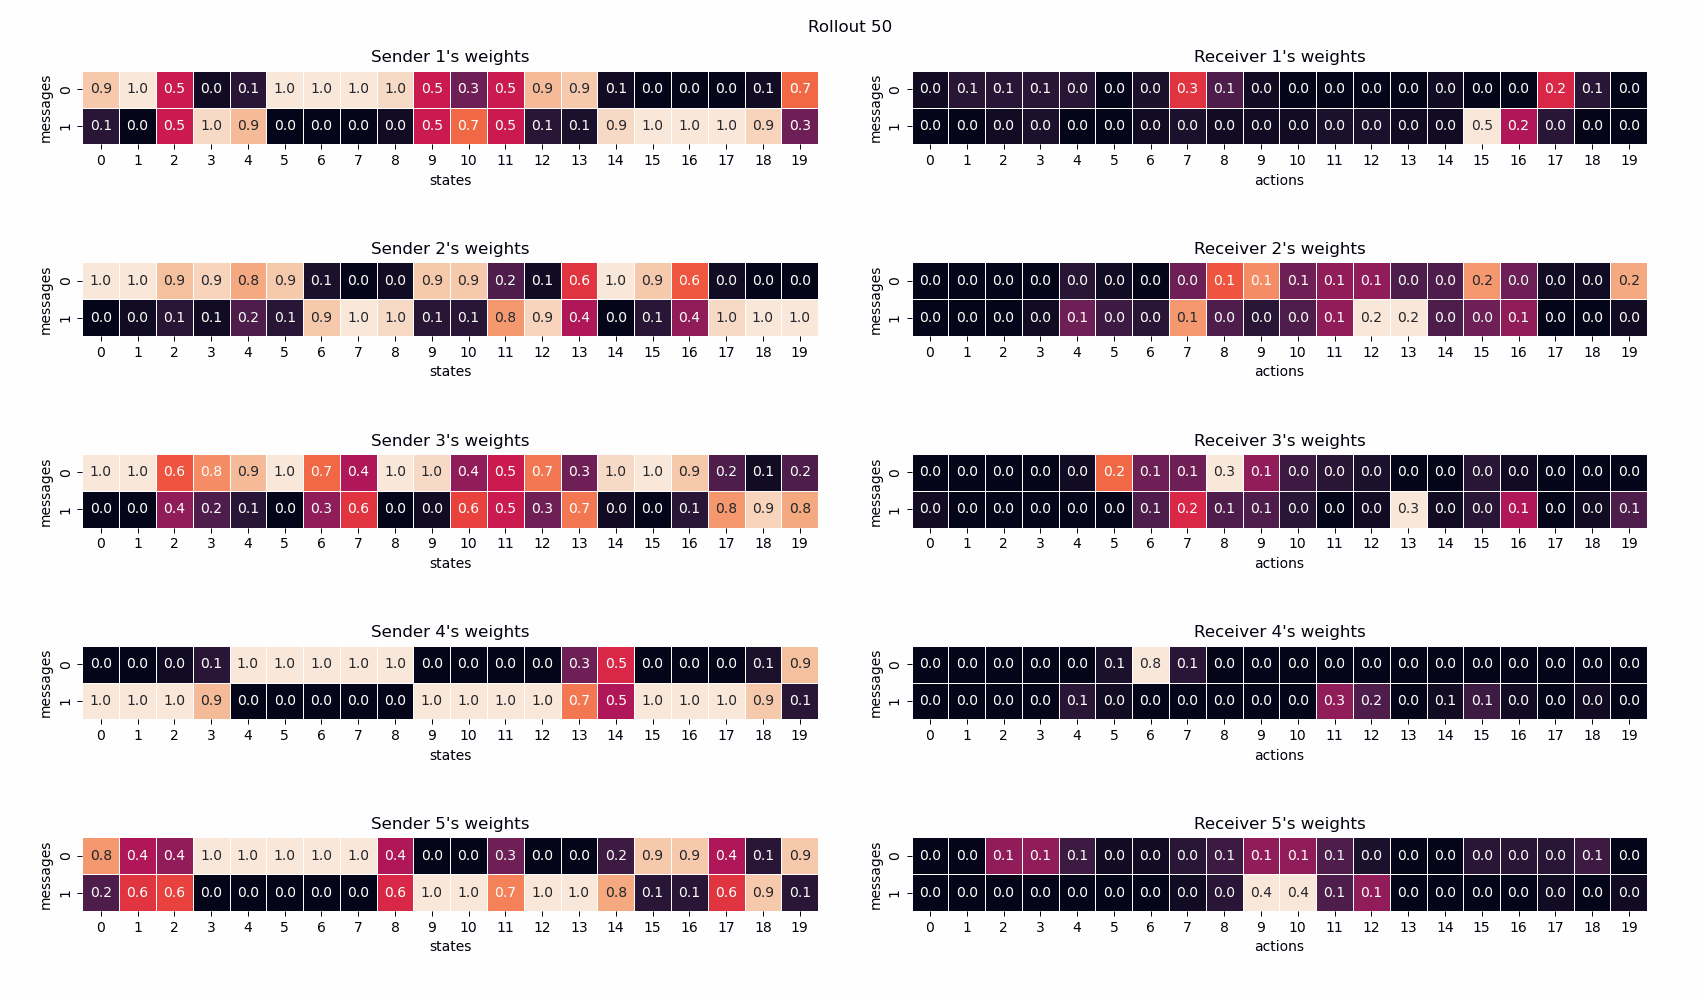 Rollout 50
Sender 1's weights
messages
0 0.9 1.0 0.5 0.0 0.1 1.0 1.0 1.0 1.0 0.5 0.3 0.5 0.9 0.9 0.1 0.0 0.0 0.0 0.1 0.7
1 0.1 0.0 0.5 1.0 0.9 0.0 0.0 0.0 0.0 0.5 0.7 0.5 0.1 0.1 0.9 1.0 1.0 1.0 0.9 0.3
0 1 2 3 4 5 6 7 8 9 10 11 12 13 14 15 16 17 18 19
states
Receiver 1's weights
messages
0 0.0 0.1 0.1 0.1 0.0 0.0 0.0 0.3 0.1 0.0 0.0 0.0 0.0 0.0 0.0 0.0 0.0 0.2 0.1 0.0
1 0.0 0.0 0.0 0.0 0.0 0.0 0.0 0.0 0.0 0.0 0.0 0.0 0.0 0.0 0.0 0.5 0.2 0.0 0.0 0.0
0 1 2 3 4 5 6 7 8 9 10 11 12 13 14 15 16 17 18 19
actions
Sender 2's weights
messages
0 1.0 1.0 0.9 0.9 0.8 0.9 0.1 0.0 0.0 0.9 0.9 0.2 0.1 0.6 1.0 0.9 0.6 0.0 0.0 0.0
1 0.0 0.0 0.1 0.1 0.2 0.1 0.9 1.0 1.0 0.1 0.1 0.8 0.9 0.4 0.0 0.1 0.4 1.0 1.0 1.0
0 1 2 3 4 5 6 7 8 9 10 11 12 13 14 15 16 17 18 19
states
Receiver 2's weights
messages
0 0.0 0.0 0.0 0.0 0.0 0.0 0.0 0.0 0.1 0.1 0.1 0.1 0.1 0.0 0.0 0.2 0.0 0.0 0.0 0.2
1 0.0 0.0 0.0 0.0 0.1 0.0 0.0 0.1 0.0 0.0 0.0 0.1 0.2 0.2 0.0 0.0 0.1 0.0 0.0 0.0
0 1 2 3 4 5 6 7 8 9 10 11 12 13 14 15 16 17 18 19
actions
Sender 3's weights
messages
0 1.0 1.0 0.6 0.8 0.9 1.0 0.7 0.4 1.0 1.0 0.4 0.5 0.7 0.3 1.0 1.0 0.9 0.2 0.1 0.2
1 0.0 0.0 0.4 0.2 0.1 0.0 0.3 0.6 0.0 0.0 0.6 0.5 0.3 0.7 0.0 0.0 0.1 0.8 0.9 0.8
0 1 2 3 4 5 6 7 8 9 10 11 12 13 14 15 16 17 18 19
states
Receiver 3's weights
messages
0 0.0 0.0 0.0 0.0 0.0 0.2 0.1 0.1 0.3 0.1 0.0 0.0 0.0 0.0 0.0 0.0 0.0 0.0 0.0 0.0
1 0.0 0.0 0.0 0.0 0.0 0.0 0.1 0.2 0.1 0.1 0.0 0.0 0.0 0.3 0.0 0.0 0.1 0.0 0.0 0.1
0 1 2 3 4 5 6 7 8 9 10 11 12 13 14 15 16 17 18 19
actions
Sender 4's weights
messages
0 0.0 0.0 0.0 0.1 1.0 1.0 1.0 1.0 1.0 0.0 0.0 0.0 0.0 0.3 0.5 0.0 0.0 0.0 0.1 0.9
1 1.0 1.0 1.0 0.9 0.0 0.0 0.0 0.0 0.0 1.0 1.0 1.0 1.0 0.7 0.5 1.0 1.0 1.0 0.9 0.1
0 1 2 3 4 5 6 7 8 9 10 11 12 13 14 15 16 17 18 19
states
Receiver 4's weights
messages
0 0.0 0.0 0.0 0.0 0.0 0.1 0.8 0.1 0.0 0.0 0.0 0.0 0.0 0.0 0.0 0.0 0.0 0.0 0.0 0.0
1 0.0 0.0 0.0 0.0 0.1 0.0 0.0 0.0 0.0 0.0 0.0 0.3 0.2 0.0 0.1 0.1 0.0 0.0 0.0 0.0
0 1 2 3 4 5 6 7 8 9 10 11 12 13 14 15 16 17 18 19
actions
Sender 5's weights
messages
0 0.8 0.4 0.4 1.0 1.0 1.0 1.0 1.0 0.4 0.0 0.0 0.3 0.0 0.0 0.2 0.9 0.9 0.4 0.1 0.9
1 0.2 0.6 0.6 0.0 0.0 0.0 0.0 0.0 0.6 1.0 1.0 0.7 1.0 1.0 0.8 0.1 0.1 0.6 0.9 0.1
0 1 2 3 4 5 6 7 8 9 10 11 12 13 14 15 16 17 18 19
states
Receiver 5's weights
messages
0 0.0 0.0 0.1 0.1 0.1 0.0 0.0 0.0 0.1 0.1 0.1 0.1 0.0 0.0 0.0 0.0 0.0 0.0 0.1 0.0
1 0.0 0.0 0.0 0.0 0.0 0.0 0.0 0.0 0.0 0.4 0.4 0.1 0.1 0.0 0.0 0.0 0.0 0.0 0.0 0.0
0 1 2 3 4 5 6 7 8 9 10 11 12 13 14 15 16 17 18 19
actions